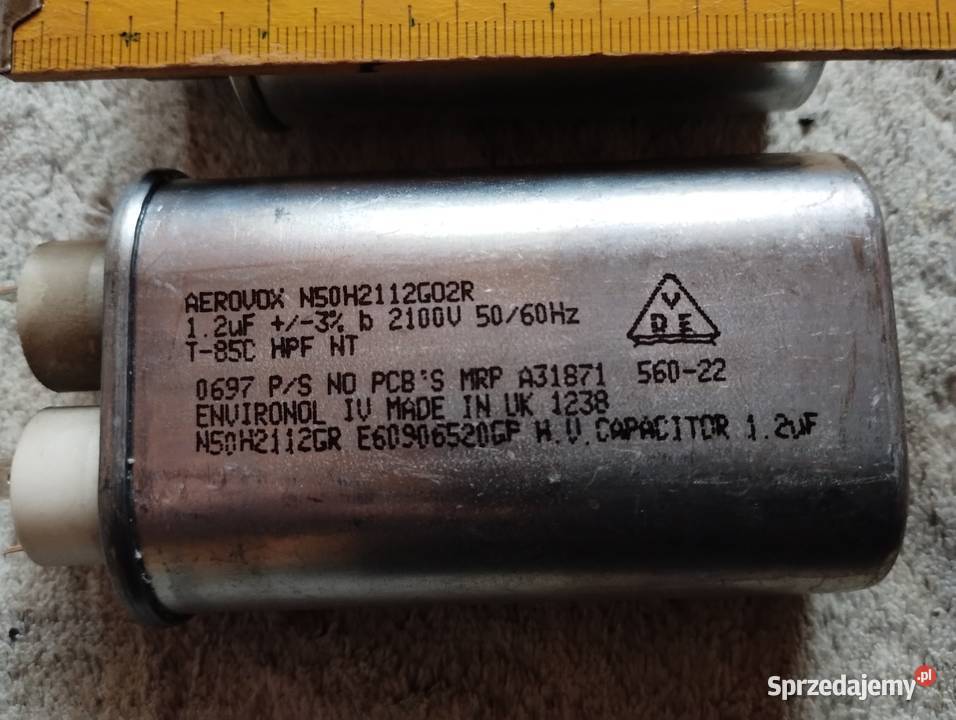 AEROVOX N50H2112G02R
1.2uF +/-3% b 2100V 50/60Hz
T-85C HPF NT
V
D E
0697 P/S NO PCB'S MRP A31871 560-22
ENVIRONOL IV MADE IN UK 1238
N50H2112GR E60906520GP H.V.CAPACITOR 1.2uF
Sprzedajemy.pl